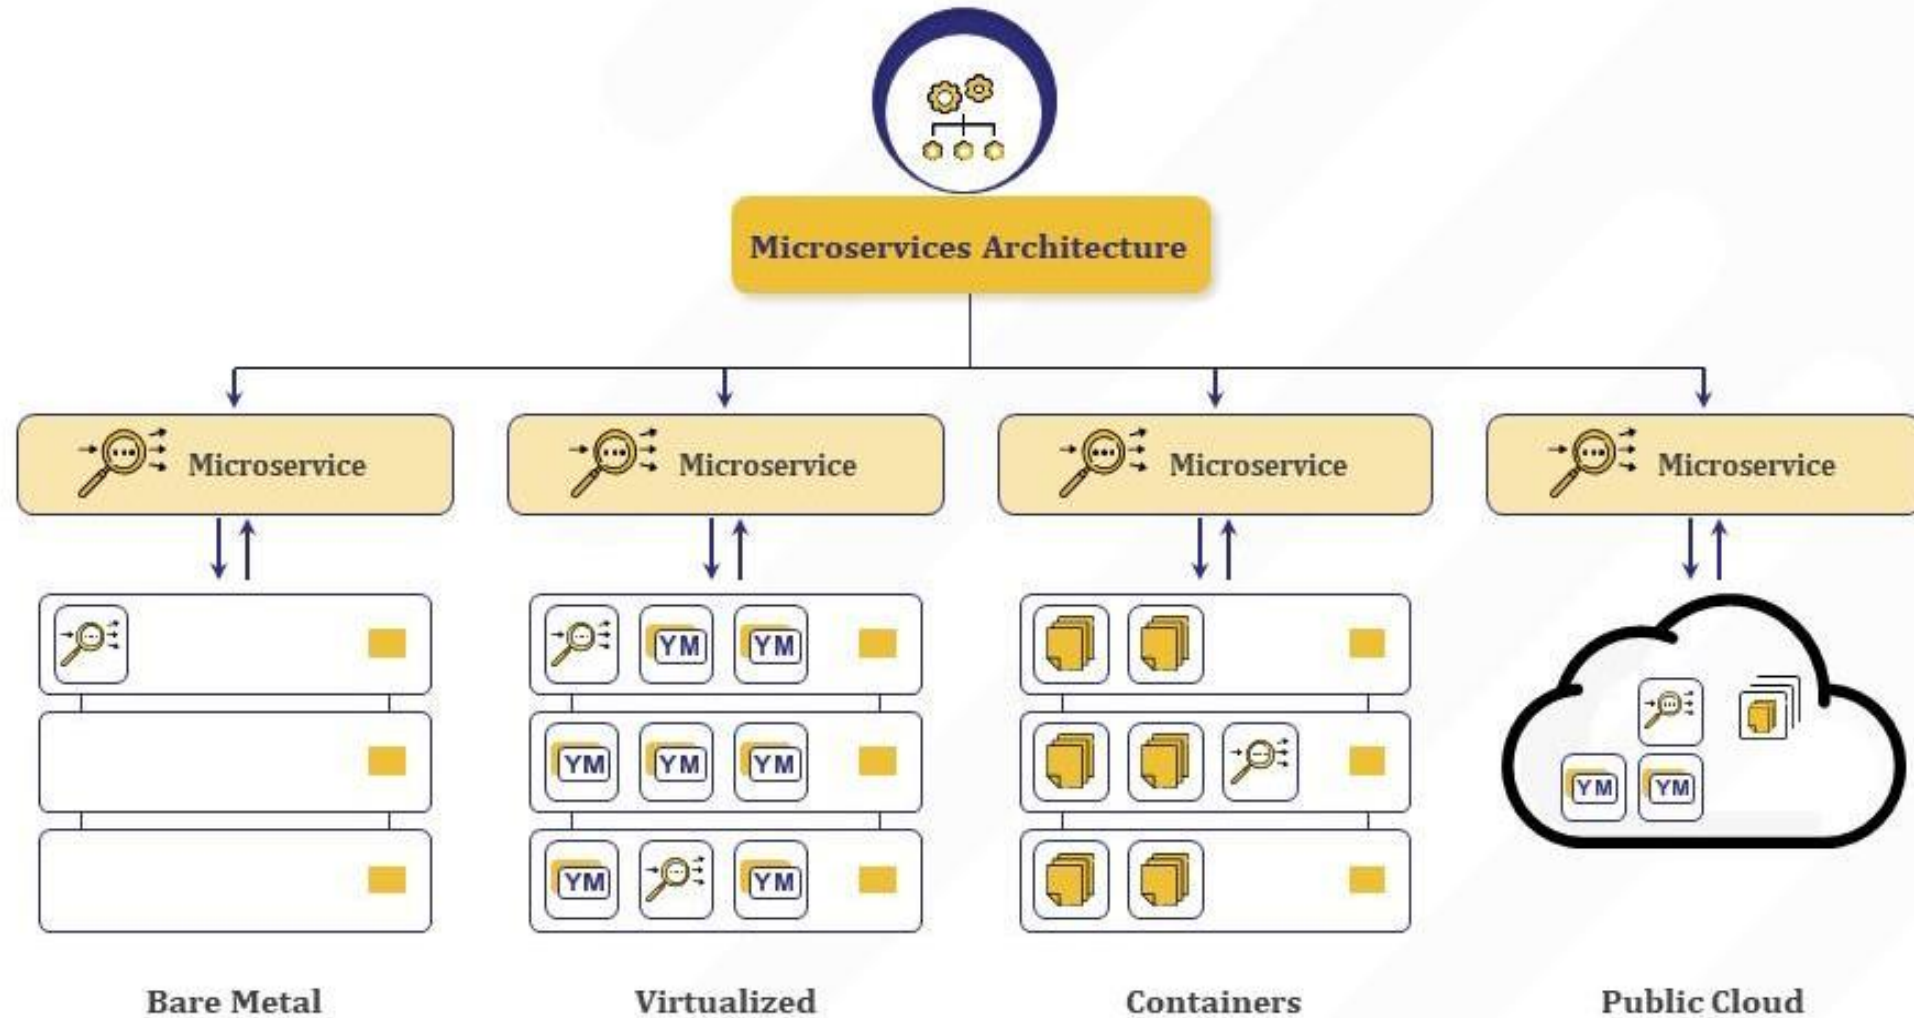 Microservices Architecture
Microservice Microservice Microservice Microservice
YM YM
YM YM YM
YM YM
YM YM
Bare Metal Virtualized Containers Public Cloud